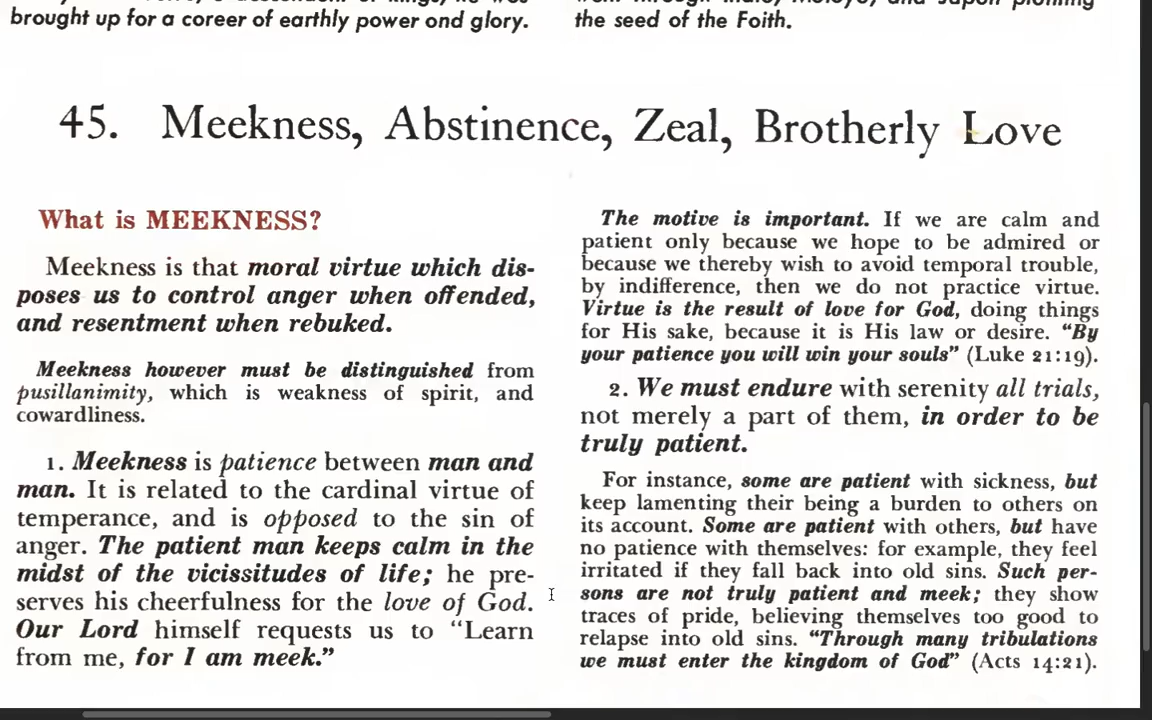 brought up for a coreer of earthly power ond glory.
the seed of the Foith.
45. Meekness, Abstinence, Zeal, Brotherly Love
What is MEEKNESS?
Meekness is that moral virtue which dis-
poses us to control anger when offended,
and resentment when rebuked.
Meekness however must be distinguished from
pusillanimity, which is weakness of spirit, and
cowardliness.
1. Meekness is patience between man and
man. It is related to the cardinal virtue of
temperance, and is opposed to the sin of
anger. The patient man keeps calm in the
midst of the vicissitudes of life; he pre-
serves his cheerfulness for the love of God.
Our Lord himself requests us to “Learn
from me, for I am meek.”
The motive is important. If we are calm and
patient only because we hope to be admired or
because we thereby wish to avoid temporal trouble,
by indifference, then we do not practice virtue.
Virtue is the result of love for God, doing things
for His sake, because it is His law or desire. “By
your patience you will win your souls” (Luke 21:19).
2. We must endure with serenity all trials,
not merely a part of them, in order to be
truly patient.
For instance, some are patient with sickness, but
keep lamenting their being a burden to others on
its account. Some are patient with others, but have
no patience with themselves: for example, they feel
irritated if they fall back into old sins. Such per-
sons are not truly patient and meek; they show
traces of pride, believing themselves too good to
relapse into old sins. “Through many tribulations
we must enter the kingdom of God” (Acts 14:21).